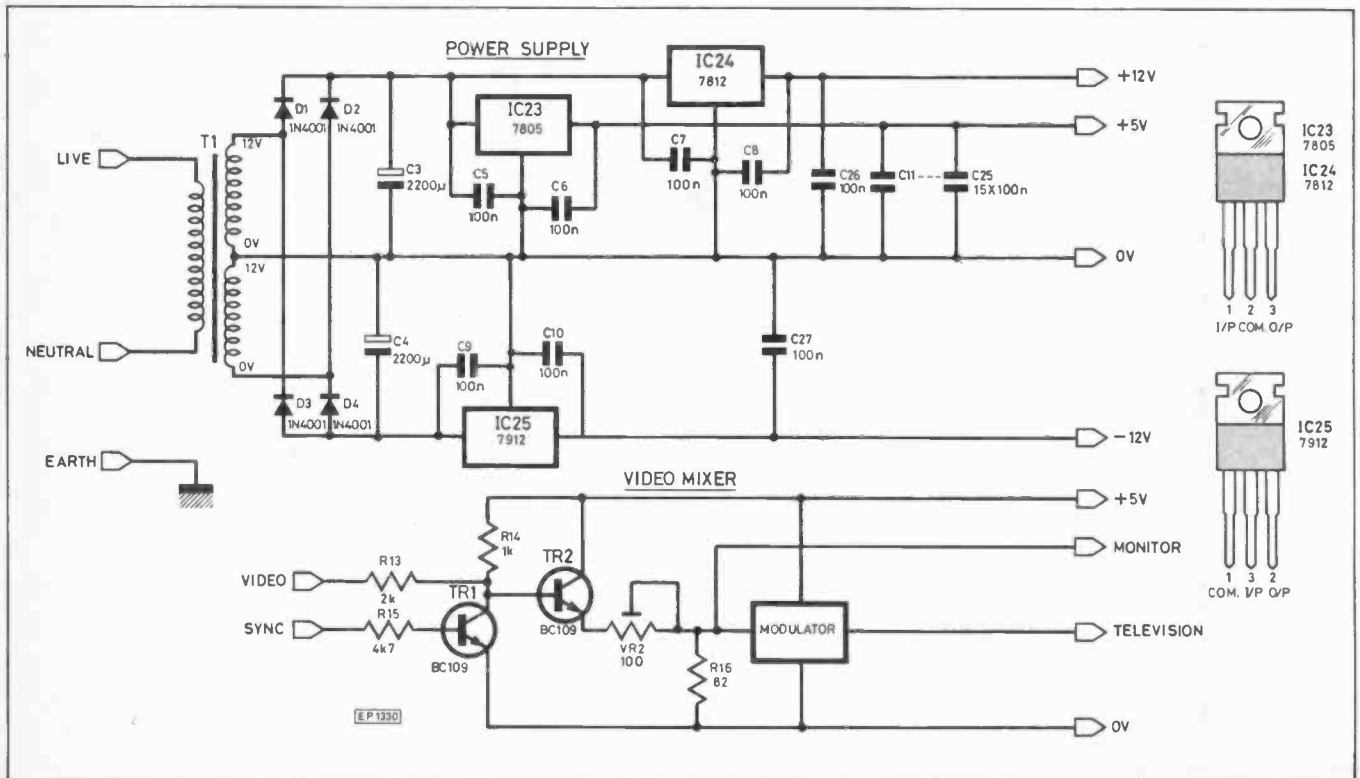 POWER SUPPLY
LIVE
NEUTRAL
EARTH
T1
12V
0V
12V
0V
D1
1N4001
D2
1N4001
D3
1N4001
D4
1N4001
C3
2200µ
C4
2200µ
IC23
7805
C5
100n
C6
100n
IC24
7812
C7
100n
C8
100n
C26
100n
C11
C25
15X100n
C9
100n
C10
100n
IC25
7912
C27
100n
+12V
+5V
0V
-12V
VIDEO MIXER
VIDEO
SYNC
R13
2k
R15
4k7
R14
1k
TR1
BC109
TR2
BC109
VR2
100
R16
82
MODULATOR
+5V
MONITOR
TELEVISION
0V
EP1330
IC23
7805
IC24
7812
1 2 3
I/P COM. O/P
IC25
7912
1 3 2
COM. I/P O/P